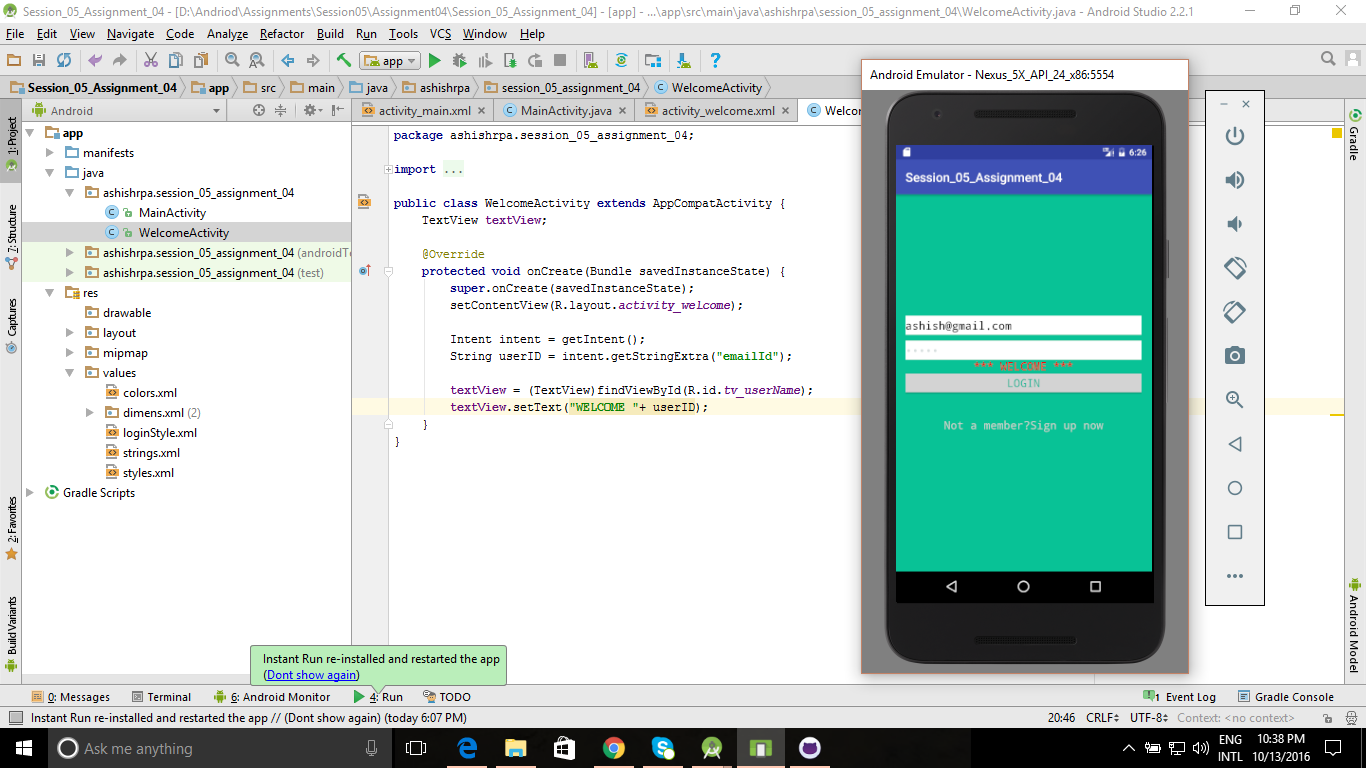 Session_05_Assignment_04 - [D:\Andriod\Assignments\Session05\Assignment04\Session_05_Assignment_04] - [app] - ...\app\src\main\java\ashishrpa\session_05_assignment_04\WelcomeActivity.java - Android Studio 2.2.1
File Edit View Navigate Code Analyze Refactor Build Run Tools VCS Window Help
app
Session_05_Assignment_04 app src main java ashishrpa session_05_assignment_04 WelcomeActivity
Android
activity_main.xml MainActivity.java activity_welcome.xml Welcom
1: Project
7: Structure
Captures
2: Favorites
Build Variants
app
manifests
java
ashishrpa.session_05_assignment_04
MainActivity
WelcomeActivity
ashishrpa.session_05_assignment_04 (androidTe
ashishrpa.session_05_assignment_04 (test)
res
drawable
layout
mipmap
values
colors.xml
dimens.xml (2)
loginStyle.xml
strings.xml
styles.xml
Gradle Scripts
package ashishrpa.session_05_assignment_04;
import ...
public class WelcomeActivity extends AppCompatActivity {
TextView textView;
@Override
protected void onCreate(Bundle savedInstanceState) {
super.onCreate(savedInstanceState);
setContentView(R.layout.activity_welcome);
Intent intent = getIntent();
String userID = intent.getStringExtra("emailId");
textView = (TextView)findViewById(R.id.tv_userName);
textView.setText("WELCOME "+ userID);
}
}
Android Emulator - Nexus_5X_API_24_x86:5554
6:26
Session_05_Assignment_04
ashish@gmail.com
.....
*** WELCOME ***
LOGIN
Not a member?Sign up now
Gradle
Android Model
Instant Run re-installed and restarted the app
(Dont show again)
0: Messages Terminal 6: Android Monitor 4: Run TODO 1 Event Log Gradle Console
Instant Run re-installed and restarted the app // (Dont show again) (today 6:07 PM) 20:46 CRLF UTF-8 Context: <no context>
Ask me anything
ENG 10:38 PM
INTL 10/13/2016